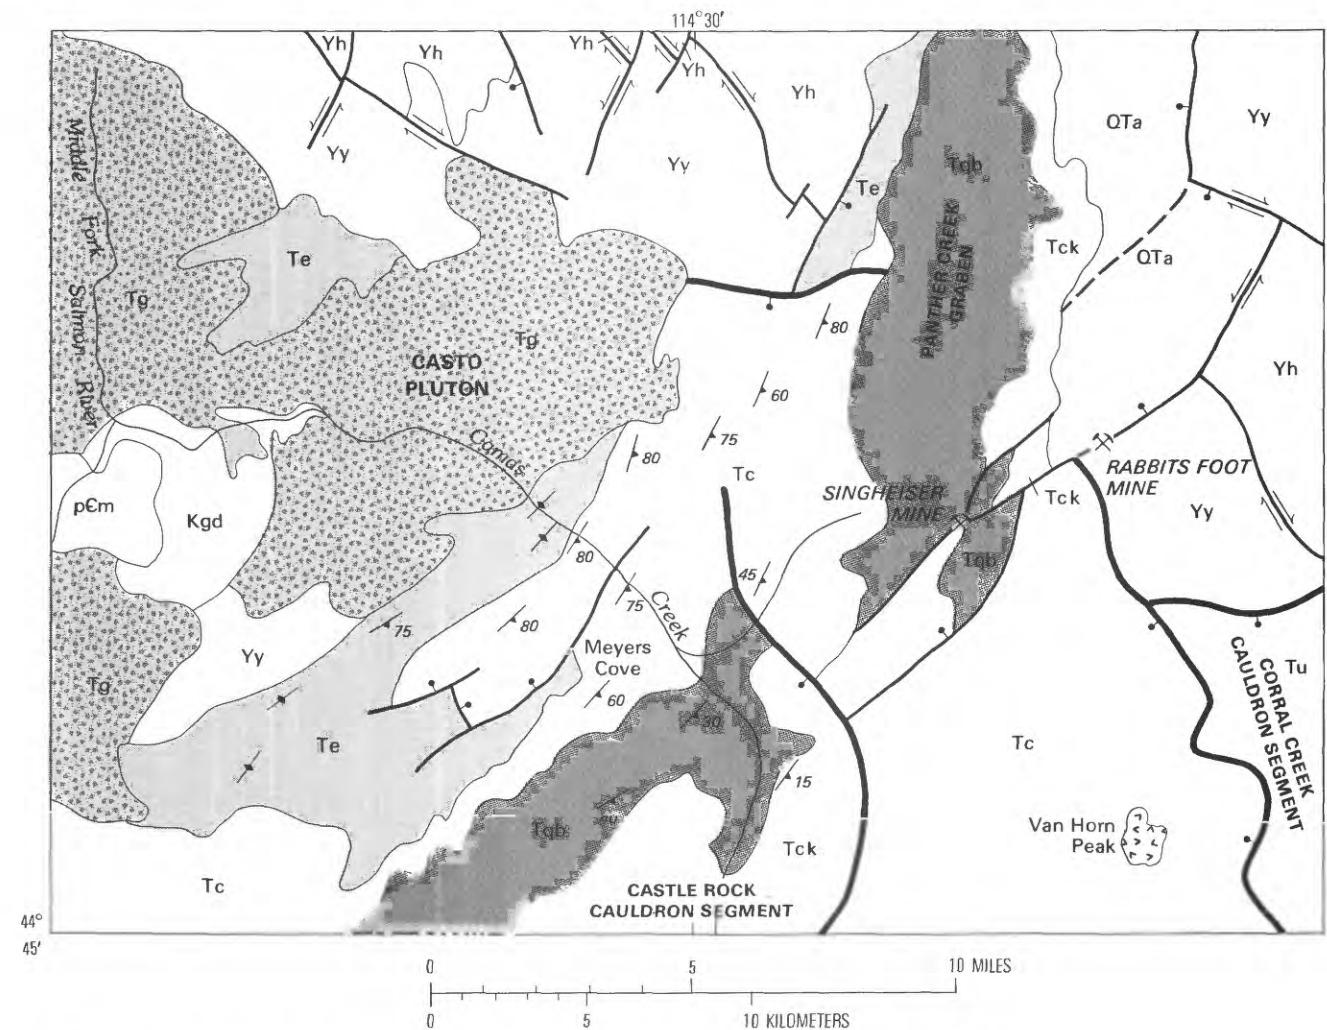 114°30′
Yh
Yh
Yh
Yh
Yh
QTa
Yy
Yy
Yy
Tqb
Te
Middle Fork Salmon River
Te
PANTHER CREEK
GRABEN
Tck
QTa
Tg
Tg
80
CASTO
PLUTON
60
Yh
75
Camas
80
Tc
RABBITS FOOT
MINE
SINGHEISER
MINE
Tck
p∈m
Kgd
Yy
80
Tqb
45
75
Creek
80
75
Meyers
Cove
Yy
Tg
60
30
CORRAL CREEK
CAULDRON SEGMENT
Tu
Te
Tc
15
Van Horn
Peak
Tqb
Tck
Tc
CASTLE ROCK
CAULDRON SEGMENT
44°
45′
0 5 10 MILES
0 5 10 KILOMETERS